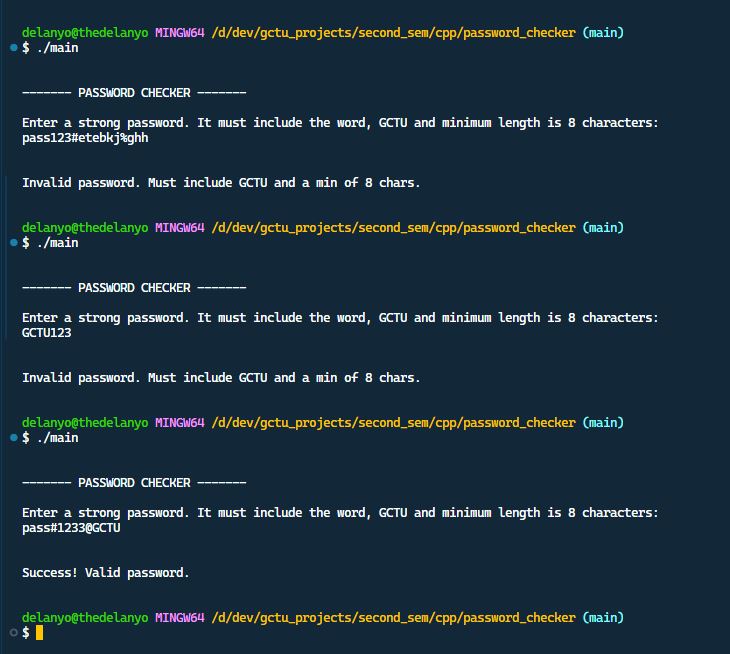 delanyo@thedelanyo MINGW64 /d/dev/gctu_projects/second_sem/cpp/password_checker (main)
$ ./main
------- PASSWORD CHECKER -------
Enter a strong password. It must include the word, GCTU and minimum length is 8 characters:
pass123#etebkj%ghh
Invalid password. Must include GCTU and a min of 8 chars.
delanyo@thedelanyo MINGW64 /d/dev/gctu_projects/second_sem/cpp/password_checker (main)
$ ./main
------- PASSWORD CHECKER -------
Enter a strong password. It must include the word, GCTU and minimum length is 8 characters:
GCTU123
Invalid password. Must include GCTU and a min of 8 chars.
delanyo@thedelanyo MINGW64 /d/dev/gctu_projects/second_sem/cpp/password_checker (main)
$ ./main
------- PASSWORD CHECKER -------
Enter a strong password. It must include the word, GCTU and minimum length is 8 characters:
pass#1233@GCTU
Success! Valid password.
delanyo@thedelanyo MINGW64 /d/dev/gctu_projects/second_sem/cpp/password_checker (main)
$